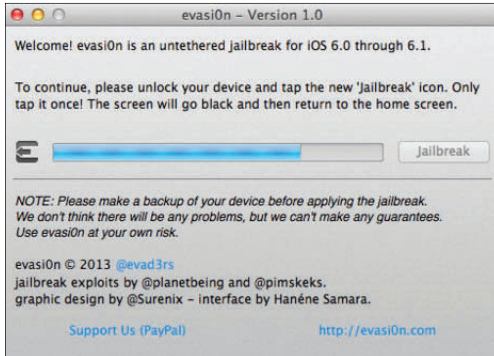 evasi0n – Version 1.0
Welcome! evasi0n is an untethered jailbreak for iOS 6.0 through 6.1.
To continue, please unlock your device and tap the new 'Jailbreak' icon. Only
tap it once! The screen will go black and then return to the home screen.
Jailbreak
NOTE: Please make a backup of your device before applying the jailbreak.
We don't think there will be any problems, but we can't make any guarantees.
Use evasi0n at your own risk.
evasi0n © 2013 @evad3rs
jailbreak exploits by @planetbeing and @pimskeks.
graphic design by @Surenix – interface by Hanéne Samara.
Support Us (PayPal) http://evasi0n.com